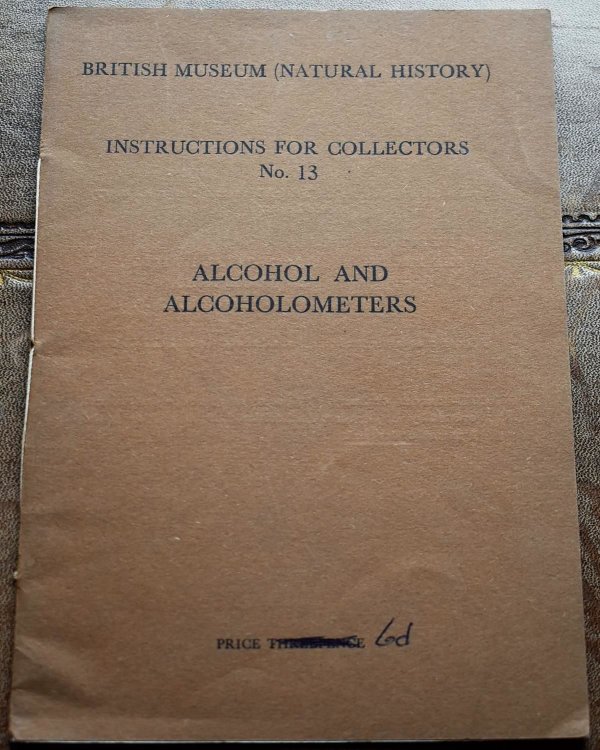 BRITISH MUSEUM (NATURAL HISTORY)
INSTRUCTIONS FOR COLLECTORS
No. 13
ALCOHOL AND
ALCOHOLOMETERS
PRICE THREEPENCE 6d